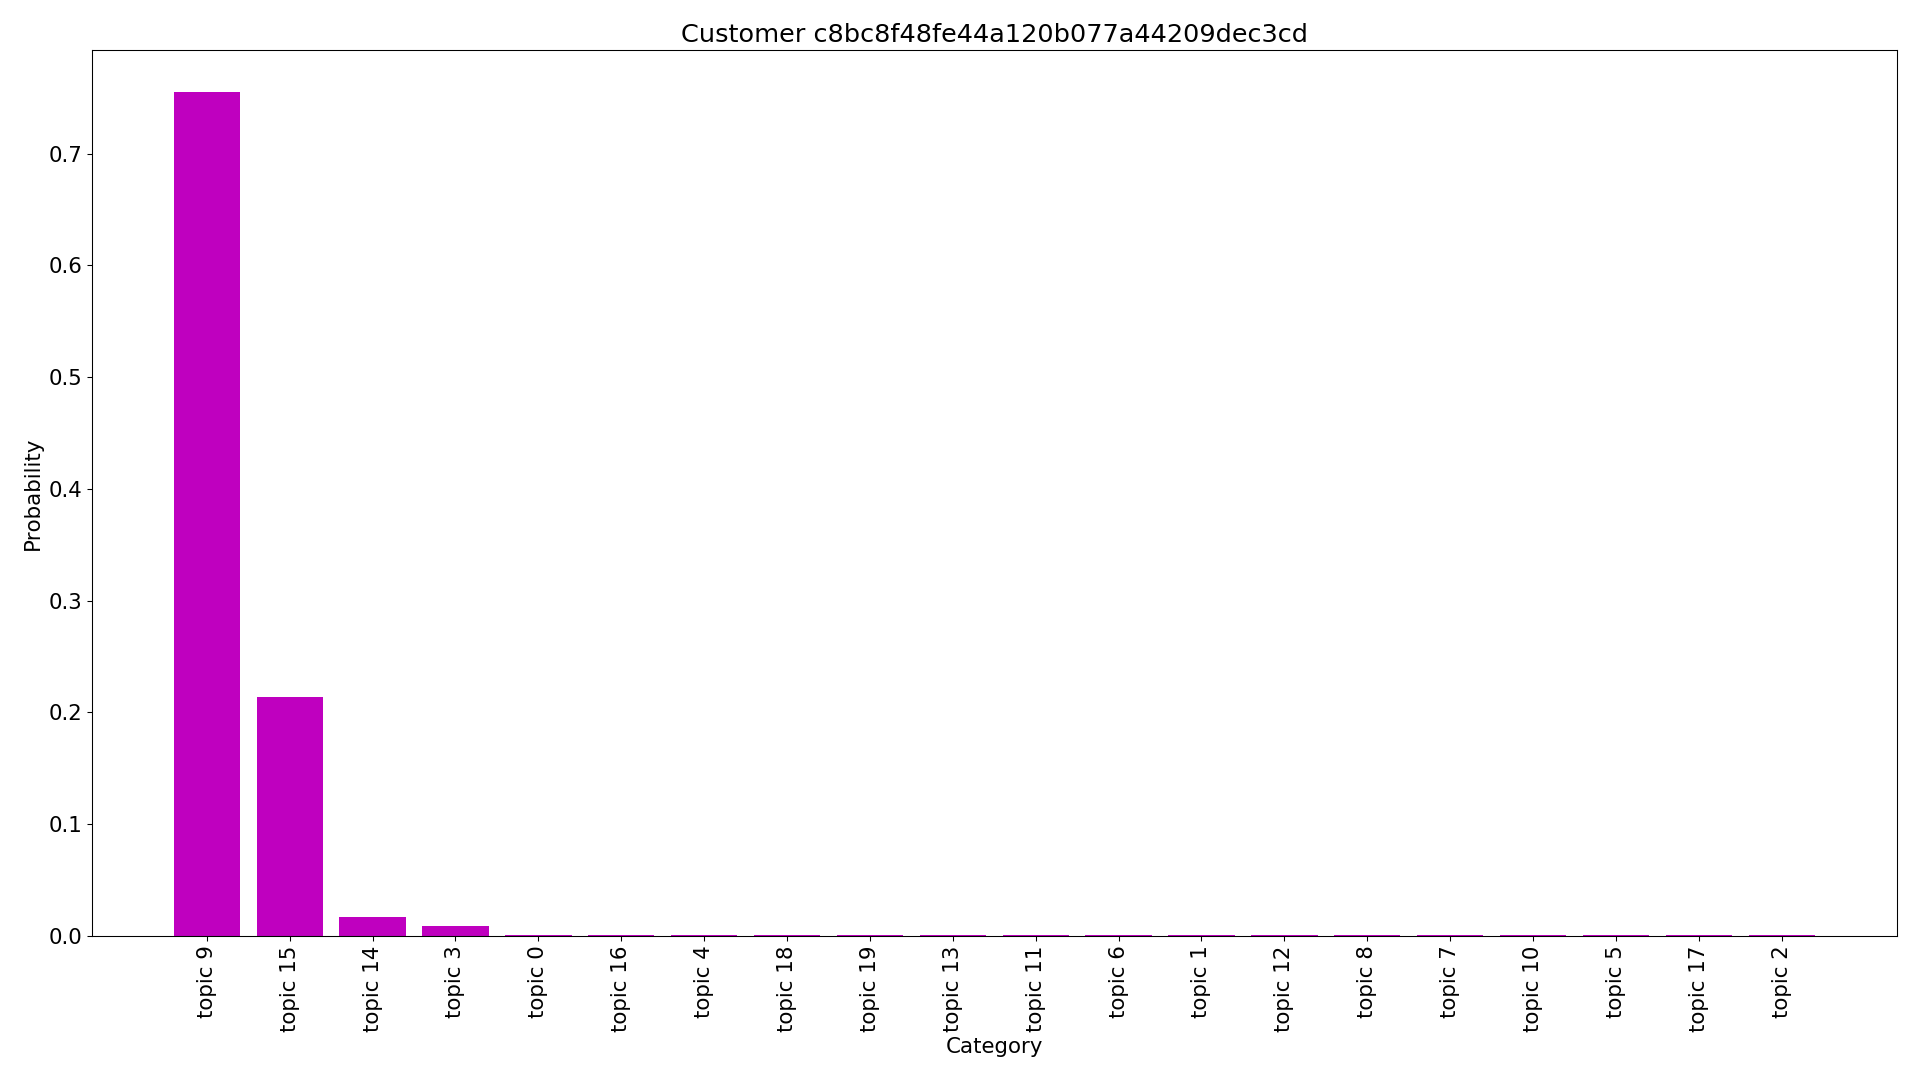 Customer c8bc8f48fe44a120b077a44209dec3cd
Probability
0.7
0.6
0.5
0.4
0.3
0.2
0.1
0.0
topic 9
topic 15
topic 14
topic 3
topic 0
topic 16
topic 4
topic 18
topic 19
topic 13
topic 11
topic 6
topic 1
topic 12
topic 8
topic 7
topic 10
topic 5
topic 17
topic 2
Category